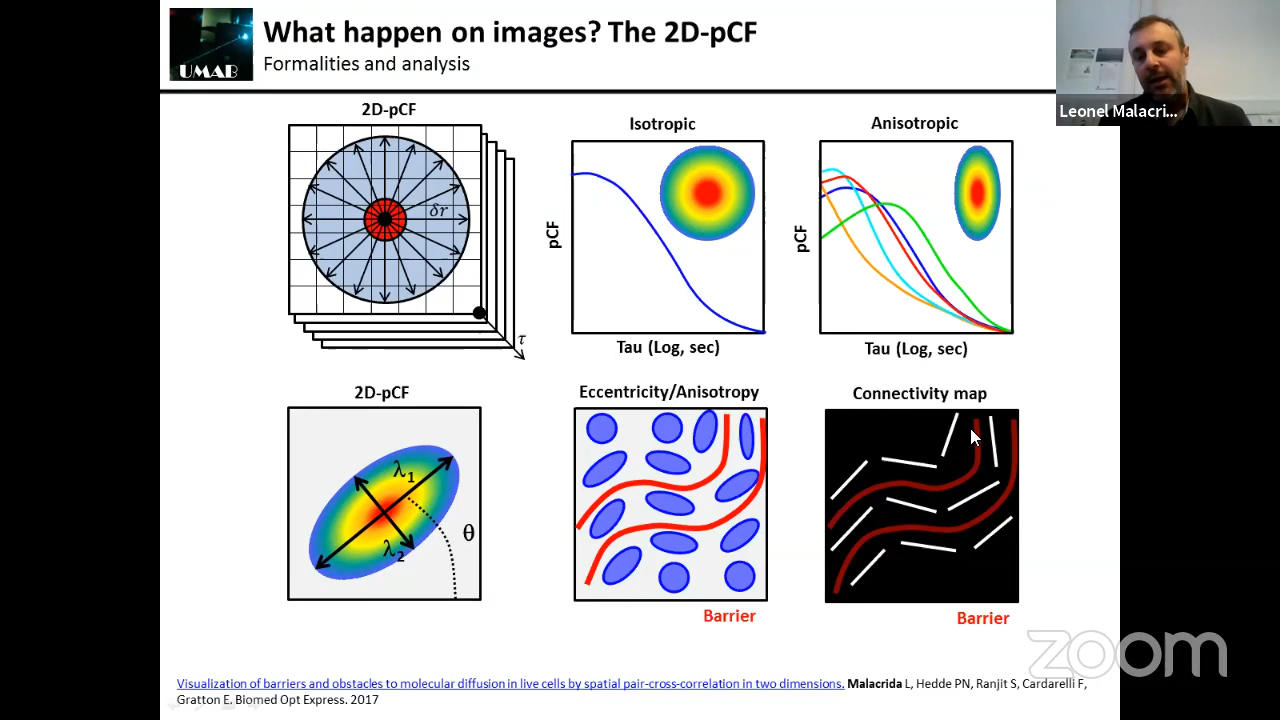 What happen on images? The 2D-pCF
Formalities and analysis
UMAB
Leonel Malacri...
2D-pCF
δr
τ
Isotropic
pCF
Tau (Log, sec)
Anisotropic
pCF
Tau (Log, sec)
2D-pCF
λ1
λ2
θ
Eccentricity/Anisotropy
Barrier
Connectivity map
Barrier
zoom
Visualization of barriers and obstacles to molecular diffusion in live cells by spatial pair-cross-correlation in two dimensions. Malacrida L, Hedde PN, Ranjit S, Cardarelli F,
Gratton E. Biomed Opt Express. 2017